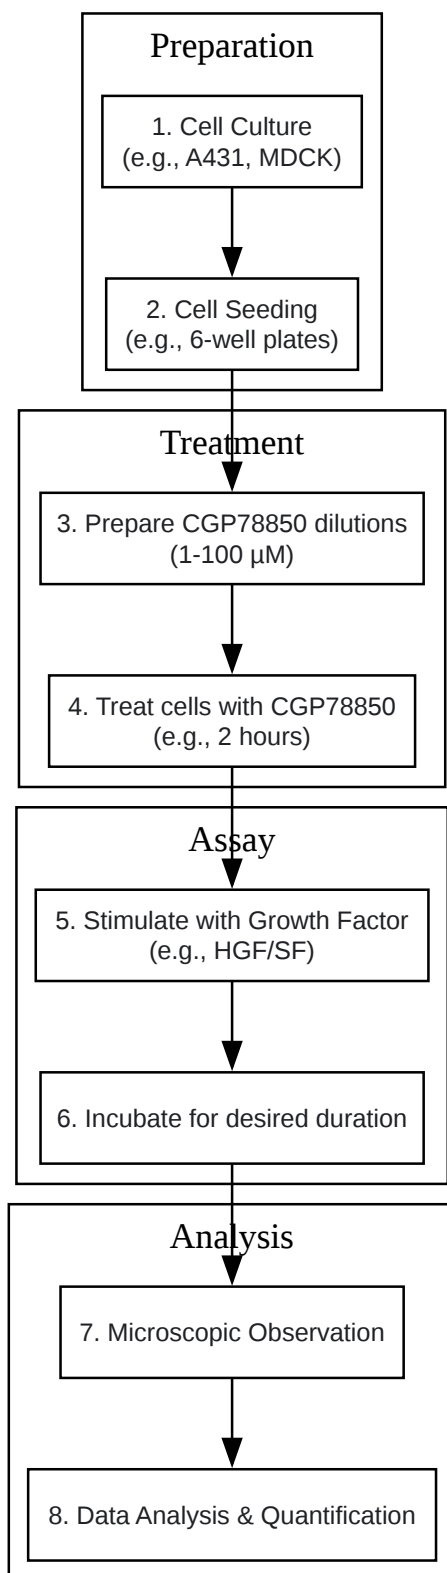 Preparation
1. Cell Culture
(e.g., A431, MDCK)
2. Cell Seeding
(e.g., 6-well plates)
Treatment
3. Prepare CGP78850 dilutions
(1-100 µM)
4. Treat cells with CGP78850
(e.g., 2 hours)
Assay
5. Stimulate with Growth Factor
(e.g., HGF/SF)
6. Incubate for desired duration
Analysis
7. Microscopic Observation
8. Data Analysis & Quantification